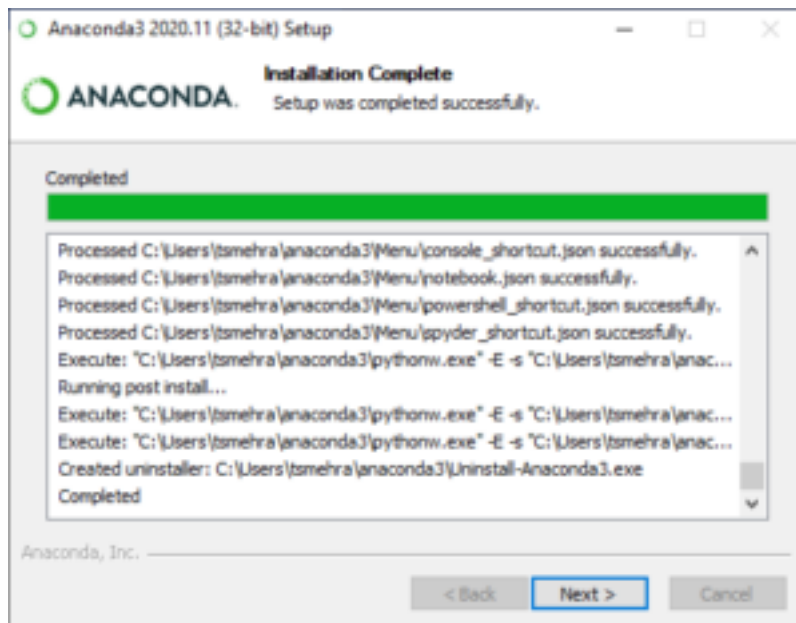 Anaconda3 2020.11 (32-bit) Setup
Installation Complete
ANACONDA.
Setup was completed successfully.
Completed
Processed C:\Users\tsmehra\anaconda3\Menu\console_shortcut.json successfully.
Processed C:\Users\tsmehra\anaconda3\Menu\notebook.json successfully.
Processed C:\Users\tsmehra\anaconda3\Menu\powershell_shortcut.json successfully.
Processed C:\Users\tsmehra\anaconda3\Menu\spyder_shortcut.json successfully.
Execute: "C:\Users\tsmehra\anaconda3\pythonw.exe" -E -s "C:\Users\tsmehra\anac...
Running post install...
Execute: "C:\Users\tsmehra\anaconda3\pythonw.exe" -E -s "C:\Users\tsmehra\anac...
Execute: "C:\Users\tsmehra\anaconda3\pythonw.exe" -E -s "C:\Users\tsmehra\anac...
Created uninstaller: C:\Users\tsmehra\anaconda3\Uninstall-Anaconda3.exe
Completed
Anaconda, Inc.
< Back Next > Cancel